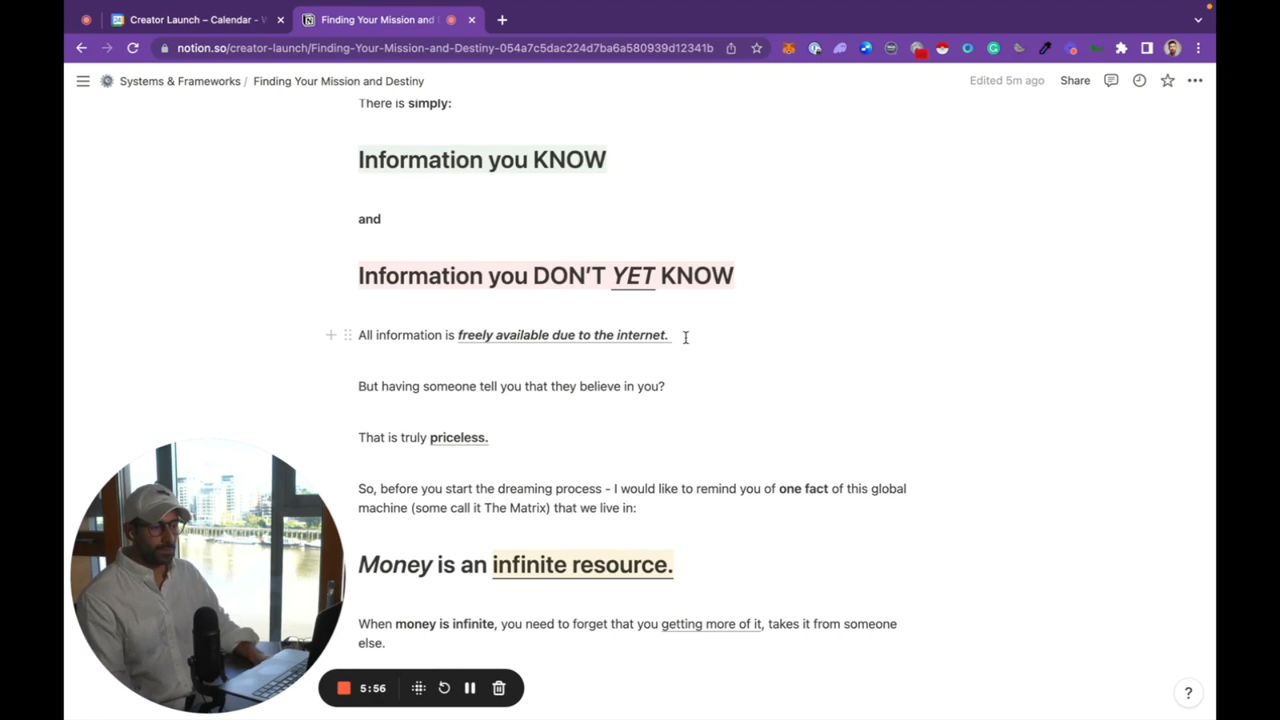 Creator Launch – Calendar -
Finding Your Mission and
notion.so/creator-launch/Finding-Your-Mission-and-Destiny-054a7c5dac224d7ba6a580939d12341b
Systems & Frameworks / Finding Your Mission and Destiny
Edited 5m ago
Share
There is simply:
Information you KNOW
and
Information you DON'T YET KNOW
All information is freely available due to the internet.
But having someone tell you that they believe in you?
That is truly priceless.
So, before you start the dreaming process - I would like to remind you of one fact of this global
machine (some call it The Matrix) that we live in:
Money is an infinite resource.
When money is infinite, you need to forget that you getting more of it, takes it from someone
else.
5:56
?